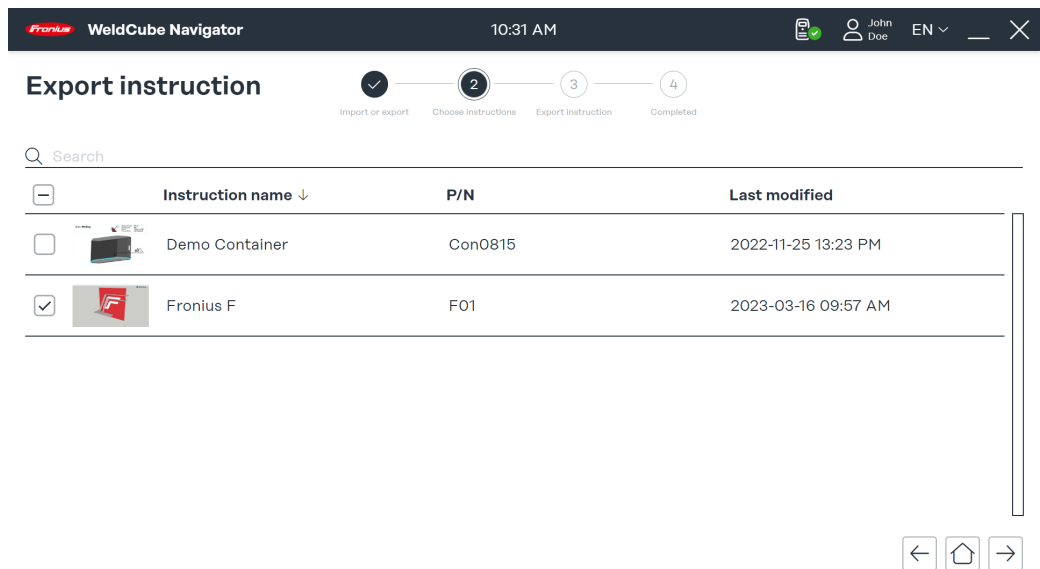 Fronius WeldCube Navigator 10:31 AM John Doe EN
Export instruction
2 3 4
Import or export Choose instructions Export instruction Completed
Search
Instruction name ↓ P/N Last modified
Demo Container Con0815 2022-11-25 13:23 PM
Fronius F F01 2023-03-16 09:57 AM